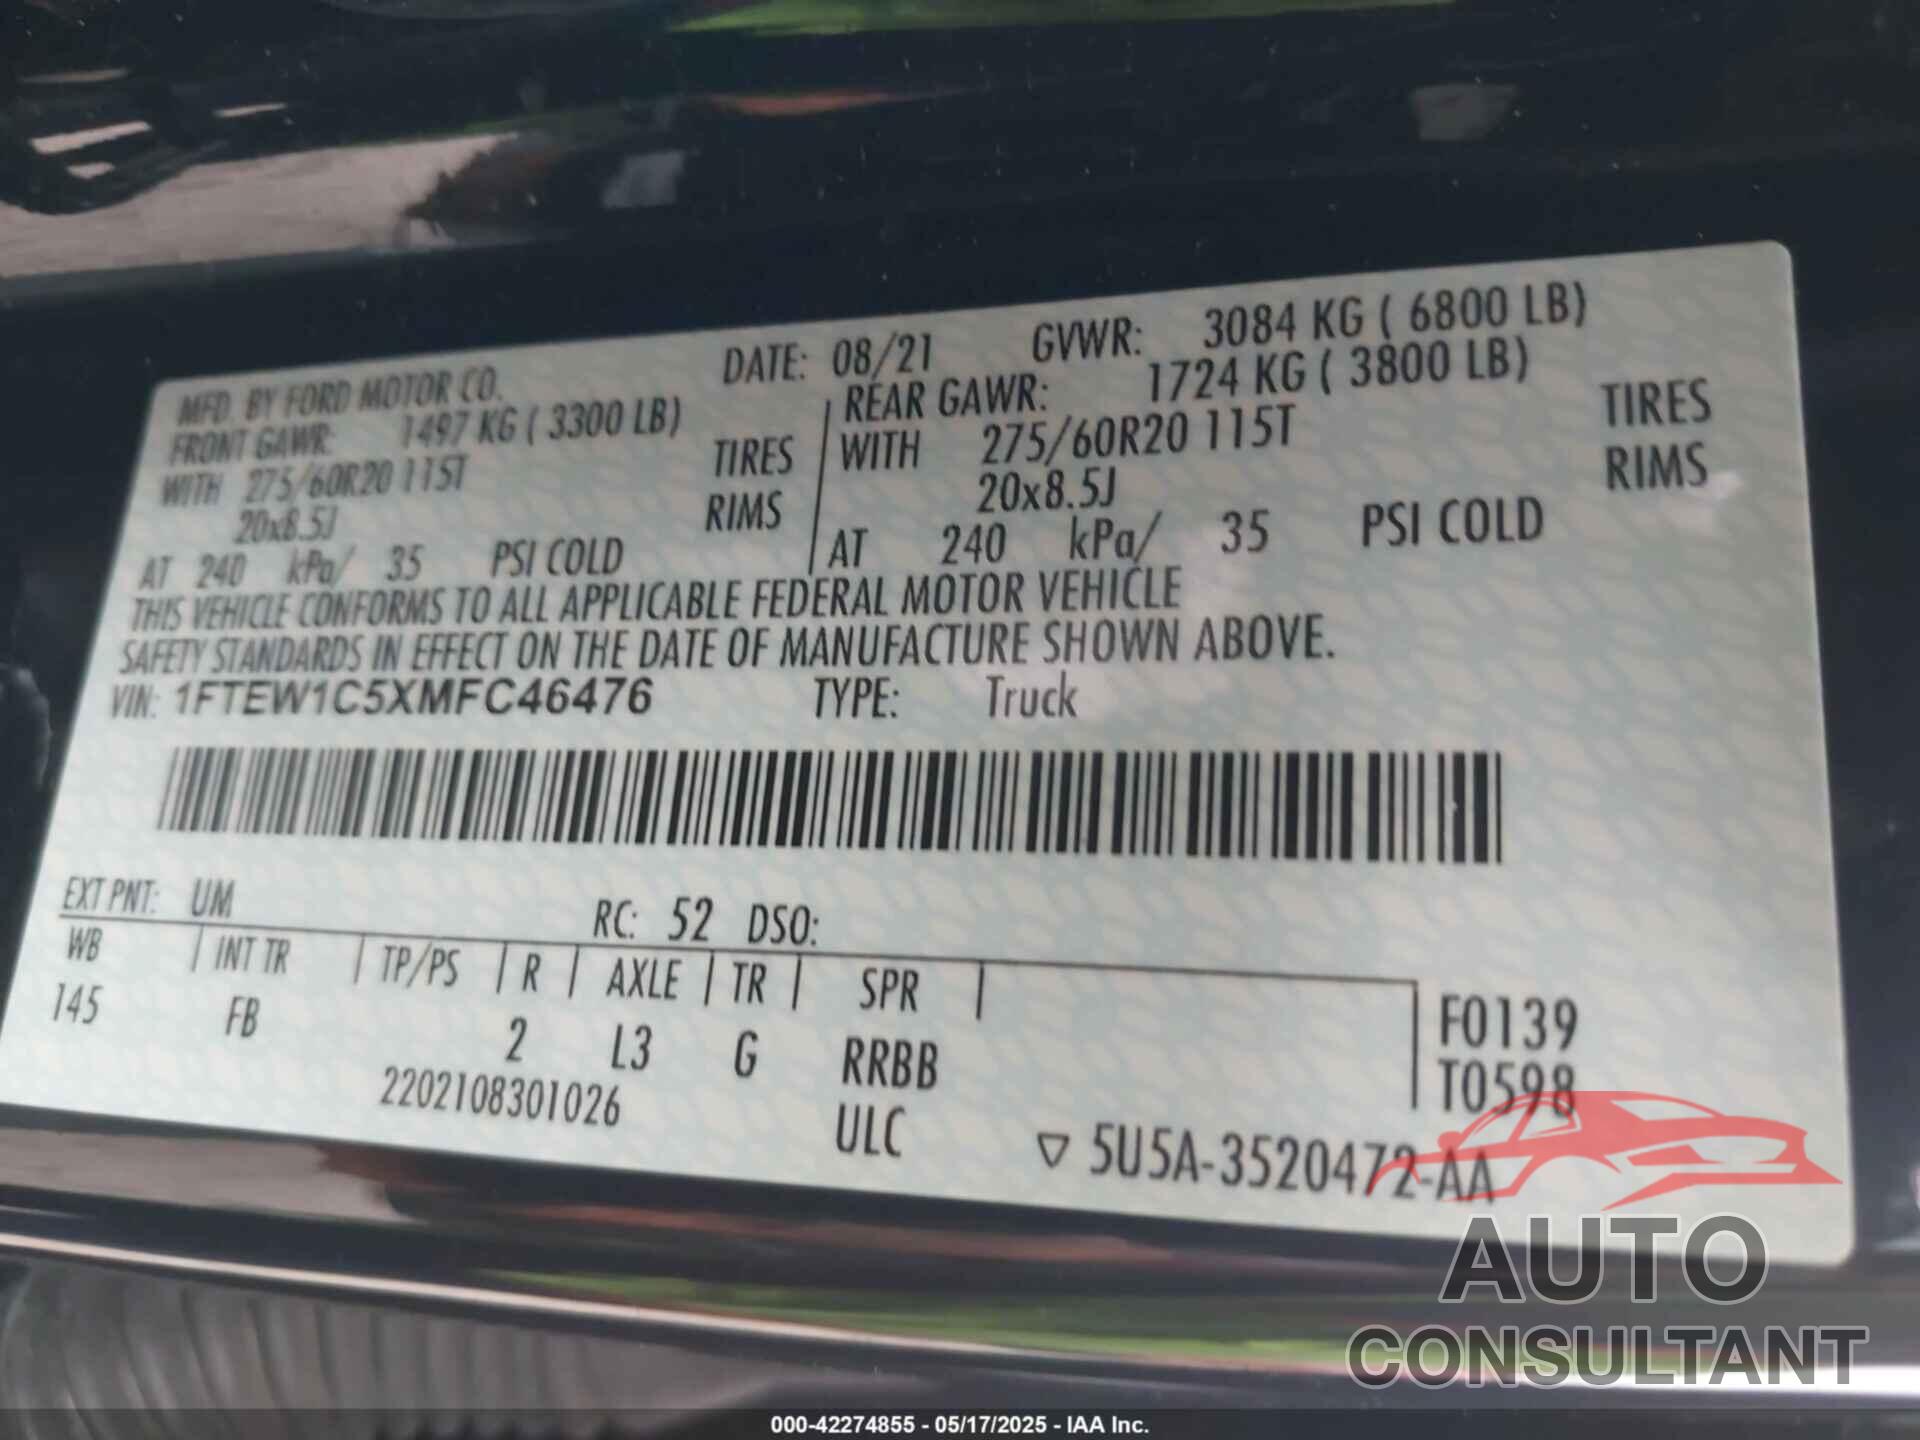 MFD. BY FORD MOTOR CO. DATE: 08/21 GVWR: 3084 KG ( 6800 LB)
FRONT GAWR: 1497 KG ( 3300 LB) REAR GAWR: 1724 KG ( 3800 LB)
WITH 275/60R20 115T TIRES WITH 275/60R20 115T TIRES
20x8.5J RIMS 20x8.5J RIMS
AT 240 kPa/ 35 PSI COLD AT 240 kPa/ 35 PSI COLD
THIS VEHICLE CONFORMS TO ALL APPLICABLE FEDERAL MOTOR VEHICLE
SAFETY STANDARDS IN EFFECT ON THE DATE OF MANUFACTURE SHOWN ABOVE.
VIN: 1FTEW1C5XMFC46476 TYPE: Truck
EXT PNT: UM RC: 52 DSO:
WB INT TR TP/PS R AXLE TR SPR F0139
145 FB 2 L3 G RRBB T0598
2202108301026 ULC ▽ 5U5A-3520472-AA
AUTO
CONSULTANT
000-42274855 - 05/17/2025 - IAA Inc.